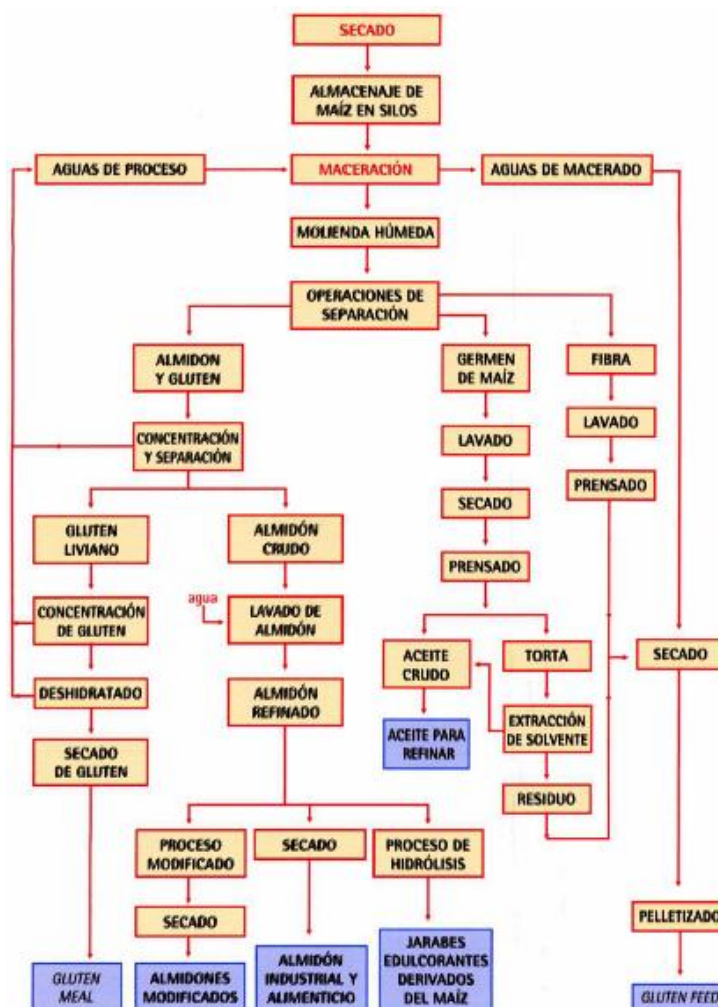 SECADO
ALMACENAJE DE
MAÍZ EN SILOS
AGUAS DE PROCESO
MACERACIÓN
AGUAS DE MACERADO
MOLIENDA HÚMEDA
OPERACIONES DE
SEPARACIÓN
ALMIDON
Y GLUTEN
GERMEN
DE MAÍZ
FIBRA
CONCENTRACIÓN
Y SEPARACIÓN
LAVADO
LAVADO
SECADO
PRENSADO
GLUTEN
LIVIANO
ALMIDÓN
CRUDO
PRENSADO
agua
CONCENTRACIÓN
DE GLUTEN
LAVADO DE
ALMIDÓN
ACEITE
CRUDO
TORTA
SECADO
DESHIDRATADO
ALMIDÓN
REFINADO
ACEITE PARA
REFINAR
EXTRACCIÓN
DE SOLVENTE
SECADO
DE GLUTEN
RESIDUO
PROCESO
MODIFICADO
SECADO
PROCESO DE
HIDRÓLISIS
SECADO
PELLETIZADO
GLUTEN
MEAL
ALMIDONES
MODIFICADOS
ALMIDÓN
INDUSTRIAL Y
ALIMENTICIO
JARABES
EDULCORANTES
DERIVADOS
DEL MAÍZ
GLUTEN FEED